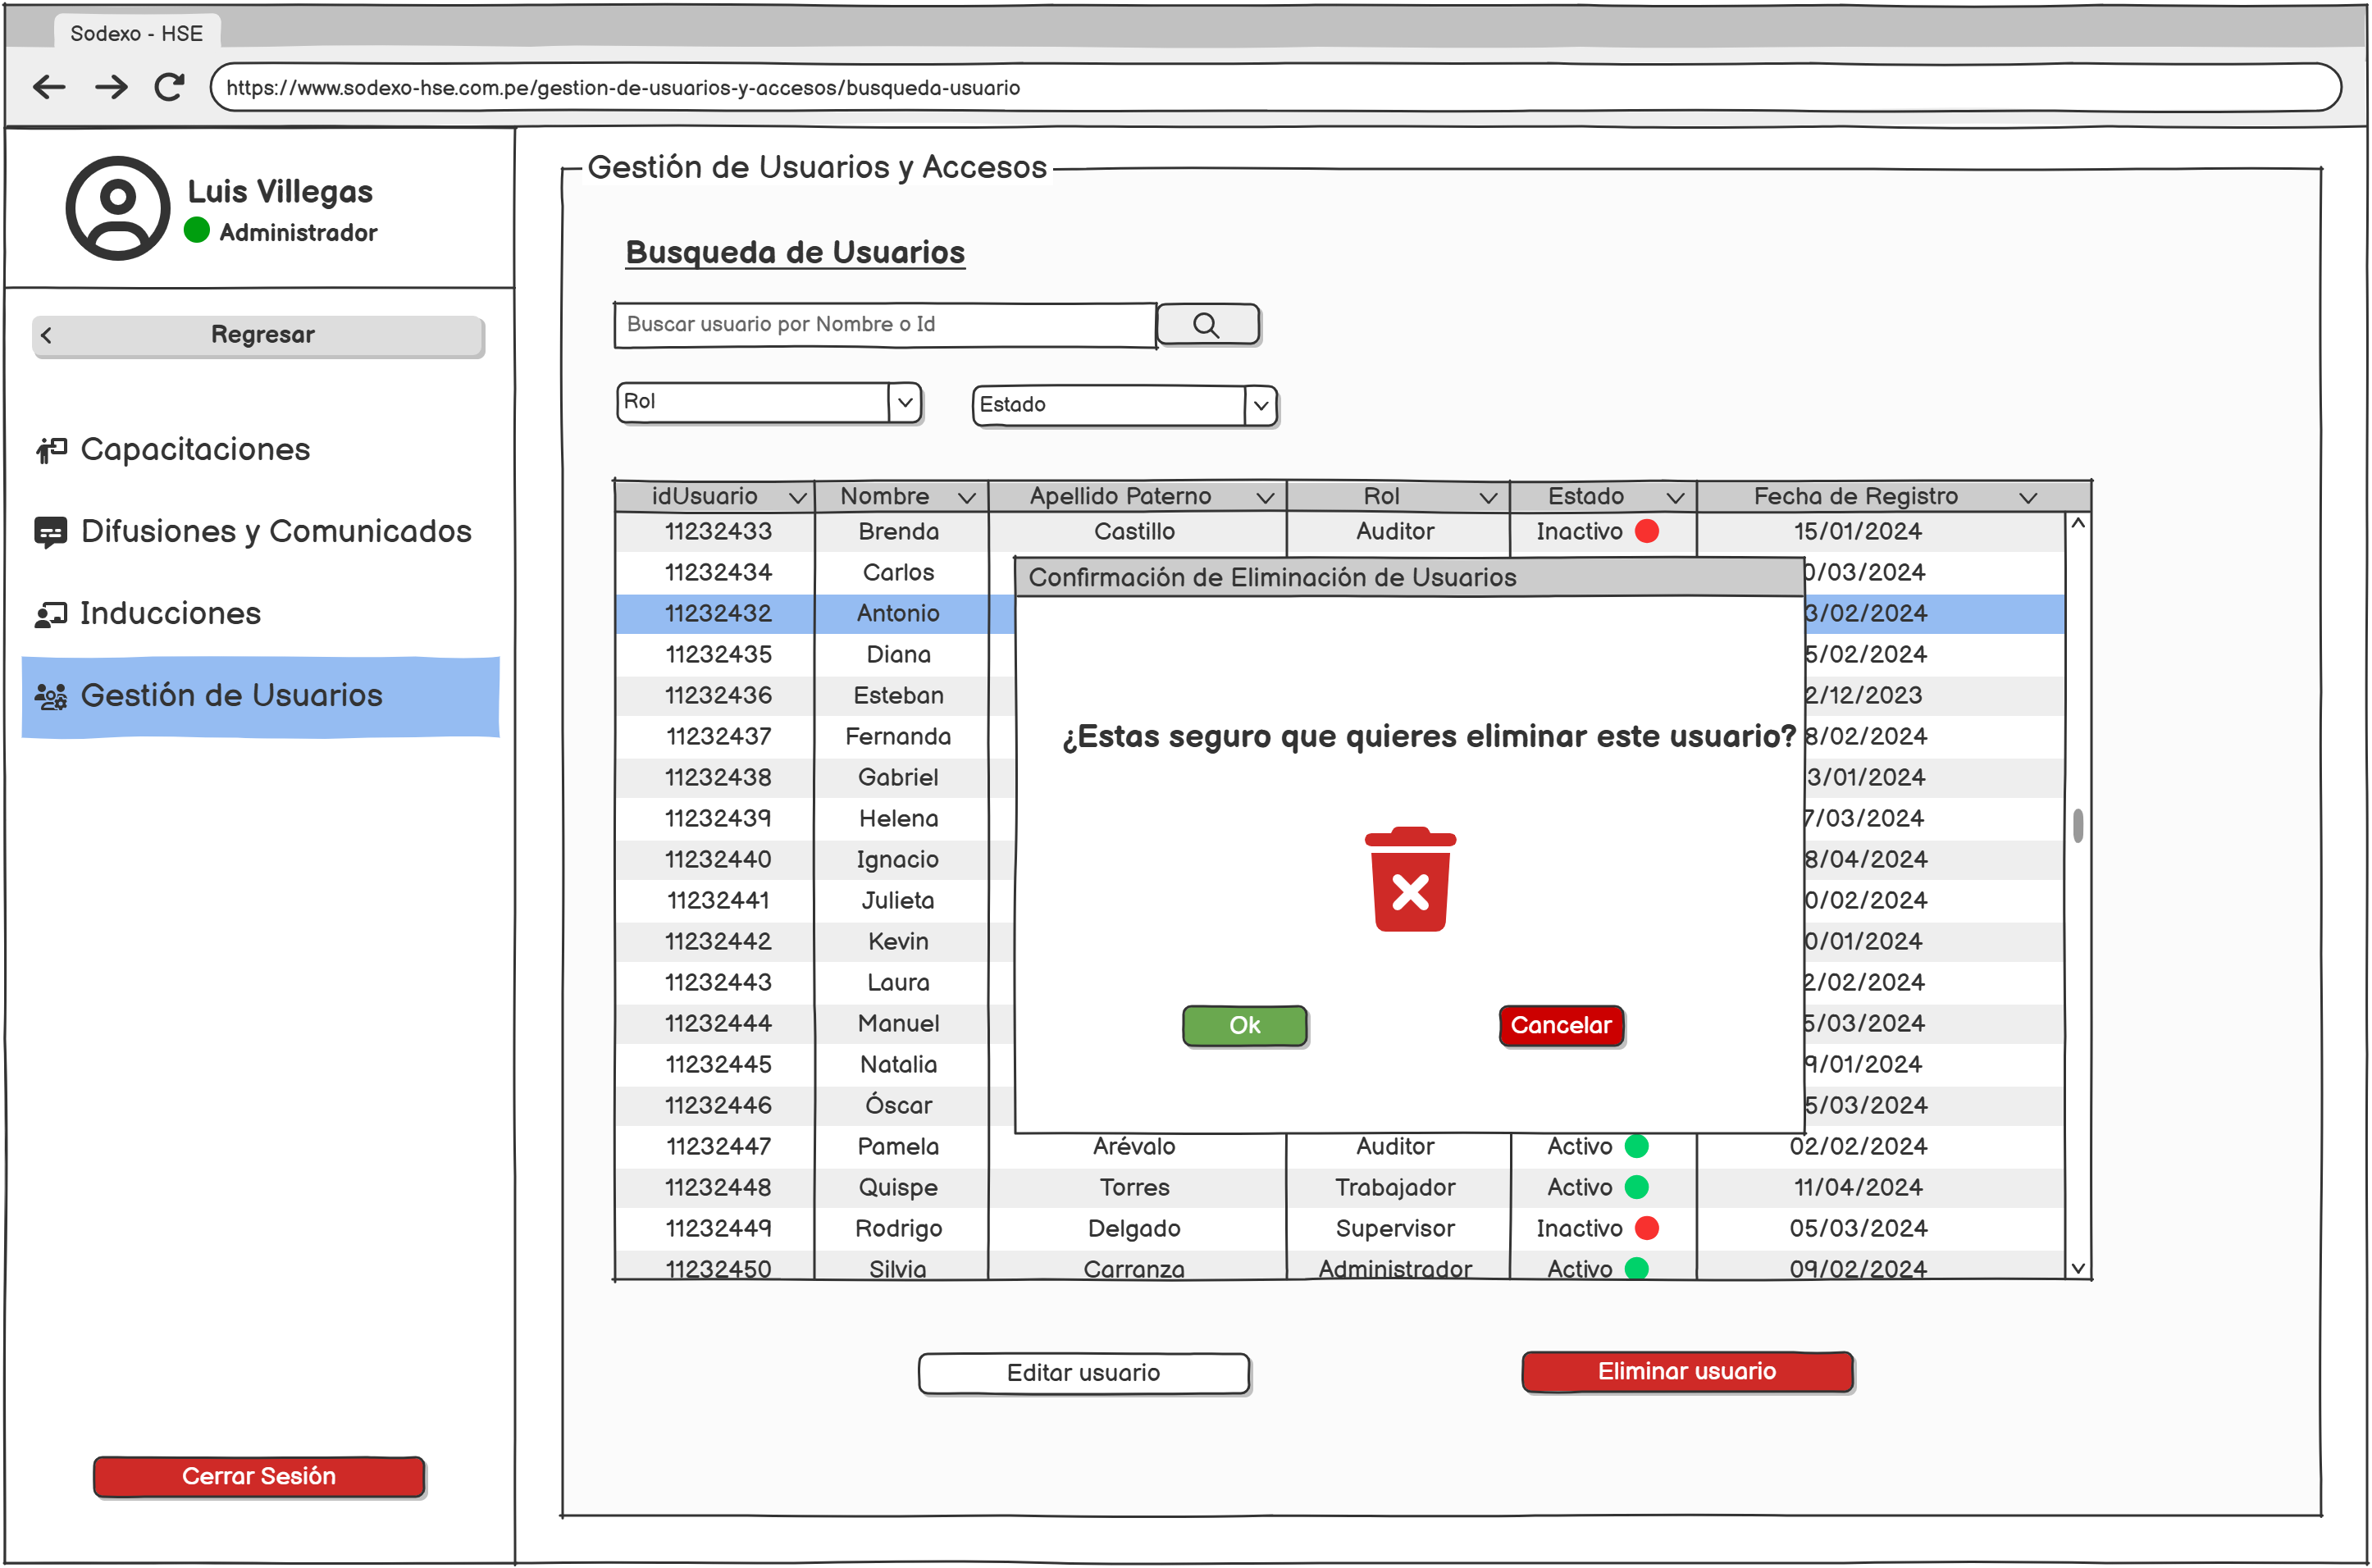 Sodexo - HSE
https://www.sodexo-hse.com.pe/gestion-de-usuarios-y-accesos/busqueda-usuario
Luis Villegas
Administrador
Regresar
Capacitaciones
Difusiones y Comunicados
Inducciones
Gestión de Usuarios
Cerrar Sesión
Gestión de Usuarios y Accesos
Busqueda de Usuarios
Buscar usuario por Nombre o Id
Rol Estado
idUsuario Nombre Apellido Paterno Rol Estado Fecha de Registro
11232433 Brenda Castillo Auditor Inactivo 15/01/2024
11232434 Carlos 0/03/2024
11232432 Antonio 3/02/2024
11232435 Diana 5/02/2024
11232436 Esteban 2/12/2023
11232437 Fernanda 8/02/2024
11232438 Gabriel 3/01/2024
11232439 Helena 7/03/2024
11232440 Ignacio 8/04/2024
11232441 Julieta 0/02/2024
11232442 Kevin 0/01/2024
11232443 Laura 2/02/2024
11232444 Manuel 5/03/2024
11232445 Natalia 9/01/2024
11232446 Óscar 5/03/2024
11232447 Pamela Arévalo Auditor Activo 02/02/2024
11232448 Quispe Torres Trabajador Activo 11/04/2024
11232449 Rodrigo Delgado Supervisor Inactivo 05/03/2024
11232450 Silvia Carranza Administrador Activo 09/02/2024
Confirmación de Eliminación de Usuarios
¿Estas seguro que quieres eliminar este usuario?
Ok Cancelar
Editar usuario Eliminar usuario